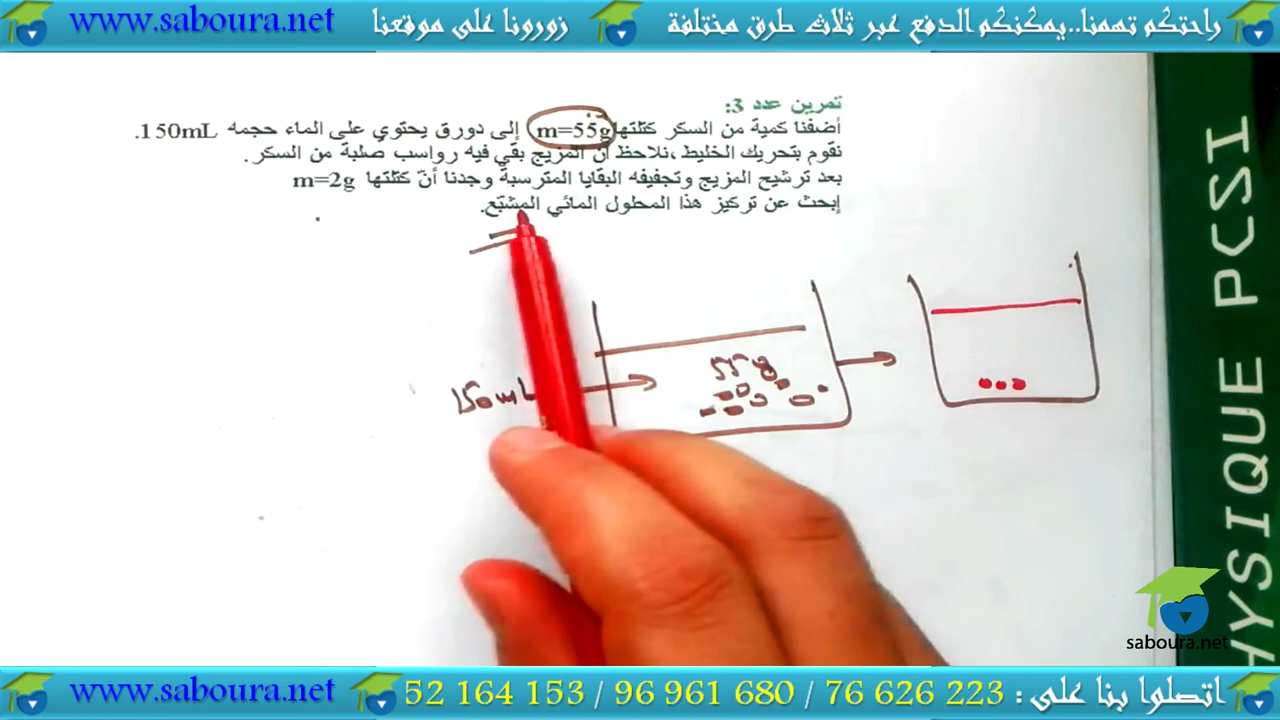 راحتكم تهمنا..يمكنكم الدفع عبر ثلاث طرق مختلفة
زورونا على موقعنا
www.saboura.net
تمرين عدد 3:
أضفنا كمية من السكر كتلتها m=55g إلى دورق يحتوي على الماء حجمه 150mL.
نقوم بتحريك الخليط ،نلاحظ أن المزيج بقي فيه رواسب صلبة من السكر.
بعد ترشيح المزيج وتجفيفه البقايا المترسبة وجدنا أن كتلتها m=2g
إبحث عن تركيز هذا المحلول المائي المشبّع.
55 g
150mL
HYSIQUE PCSI
saboura.net
اتصلوا بنا على : 52 164 153 / 96 961 680 / 76 626 223
www.saboura.net